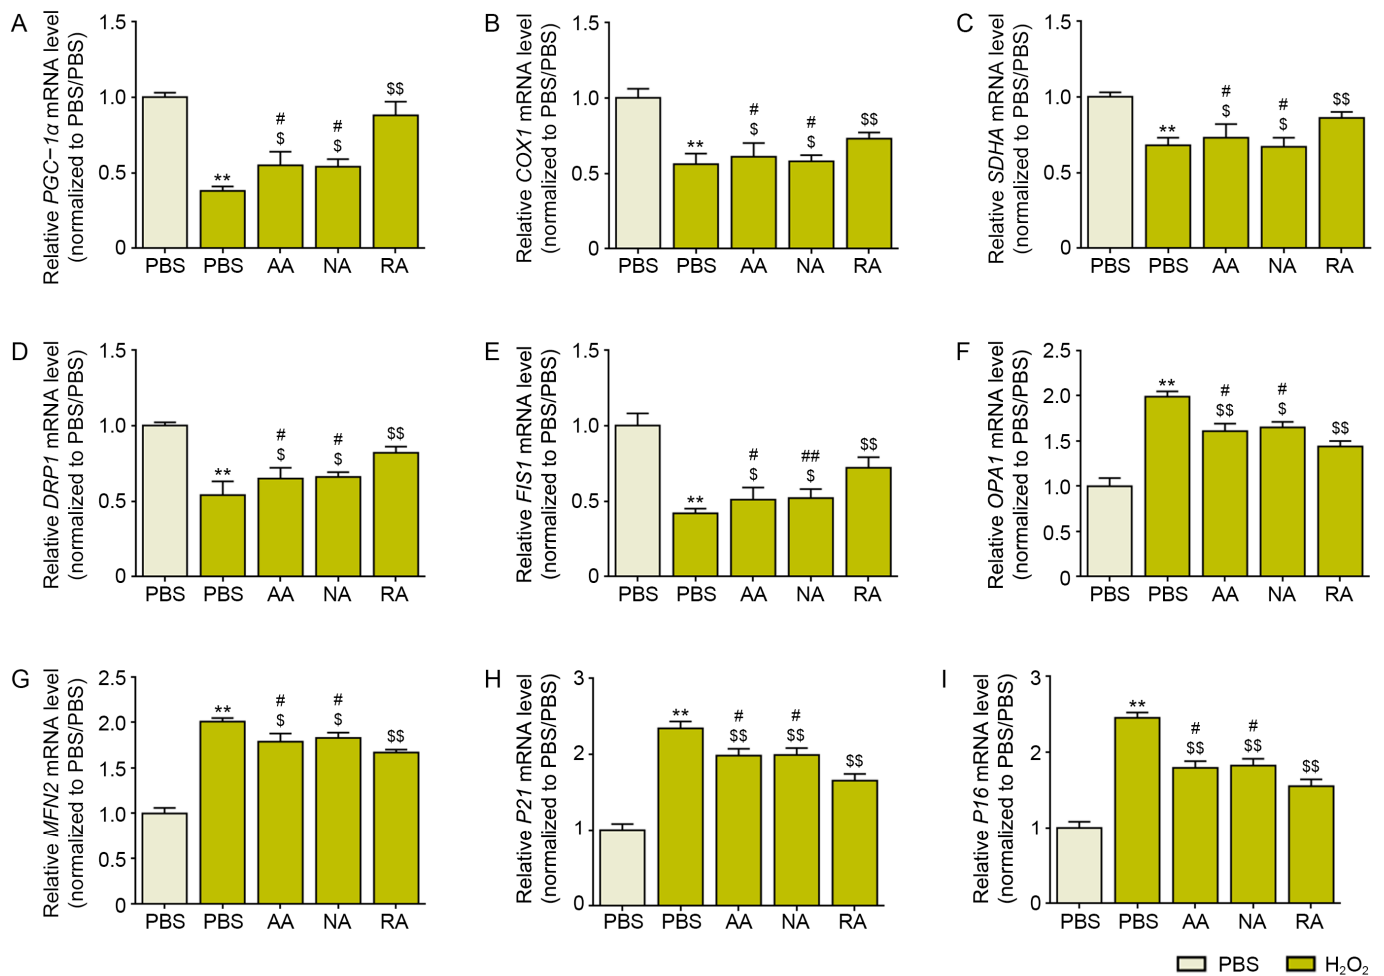 A
Relative PGC−1α mRNA level
(normalized to PBS/PBS)
1.5
1.0
0.5
0
**
#
$
#
$
$$
PBS PBS AA NA RA
B
Relative COX1 mRNA level
(normalized to PBS/PBS)
1.5
1.0
0.5
0
**
#
$
#
$
$$
PBS PBS AA NA RA
C
Relative SDHA mRNA level
(normalized to PBS/PBS)
1.5
1.0
0.5
0
**
#
$
#
$
$$
PBS PBS AA NA RA
D
Relative DRP1 mRNA level
(normalized to PBS/PBS)
1.5
1.0
0.5
0
**
#
$
#
$
$$
PBS PBS AA NA RA
E
Relative FIS1 mRNA level
(normalized to PBS/PBS)
1.5
1.0
0.5
0
**
#
$
##
$
$$
PBS PBS AA NA RA
F
Relative OPA1 mRNA level
(normalized to PBS/PBS)
2.5
2.0
1.5
1.0
0.5
0
**
#
$$
#
$
$$
PBS PBS AA NA RA
G
Relative MFN2 mRNA level
(normalized to PBS/PBS)
2.5
2.0
1.5
1.0
0.5
0
**
#
$
#
$
$$
PBS PBS AA NA RA
H
Relative P21 mRNA level
(normalized to PBS/PBS)
3
2
1
0
**
#
$$
#
$$
$$
PBS PBS AA NA RA
I
Relative P16 mRNA level
(normalized to PBS/PBS)
3
2
1
0
**
#
$$
#
$$
$$
PBS PBS AA NA RA
PBS H₂O₂